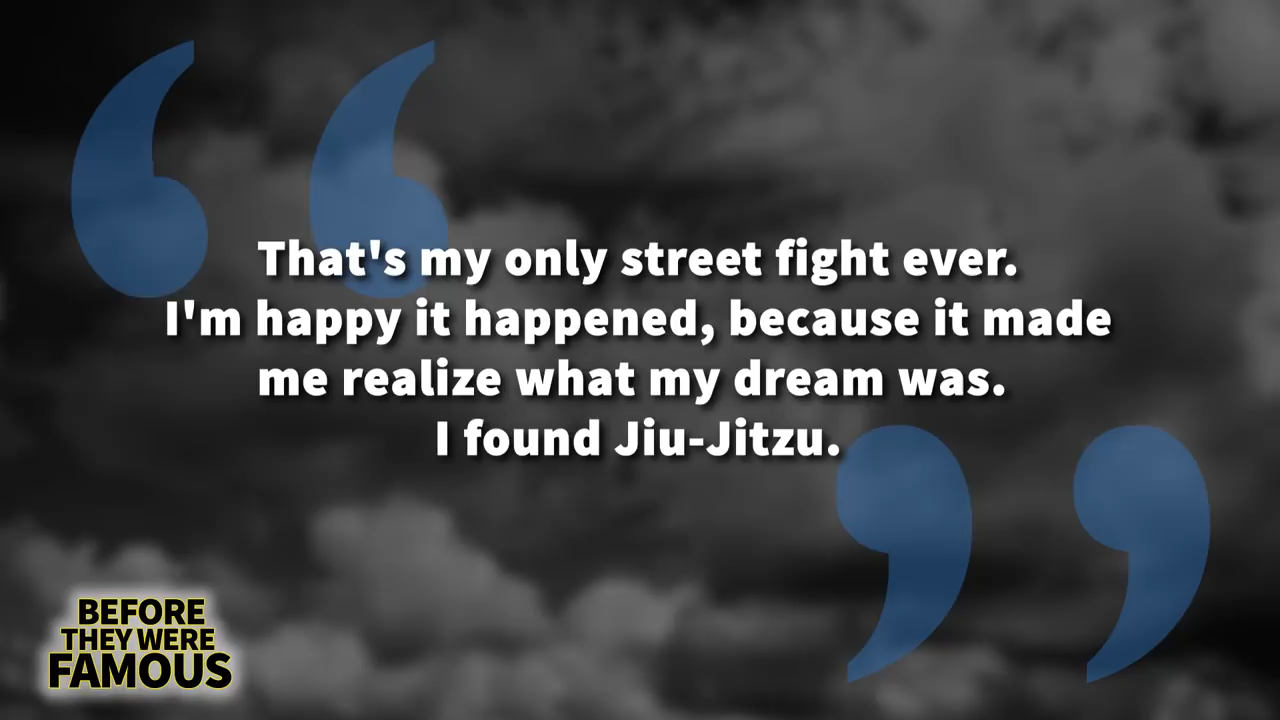 That's my only street fight ever.
I'm happy it happened, because it made
me realize what my dream was.
I found Jiu-Jitzu.
BEFORE
THEY WERE
FAMOUS